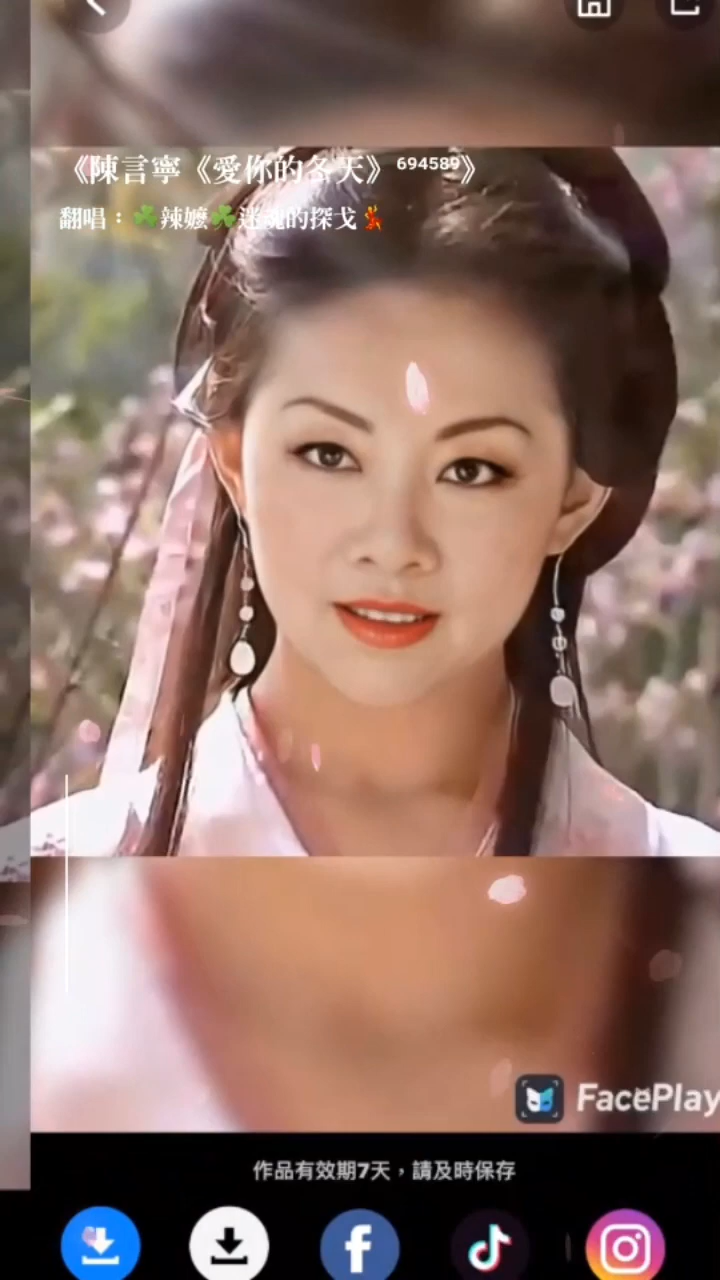 《陳言寧《愛你的冬天》⁶⁹⁴⁵⁸⁹》
翻唱：☘️辣嬤☘️迷魂的探戈💃
FacePlay
作品有效期7天，請及時保存